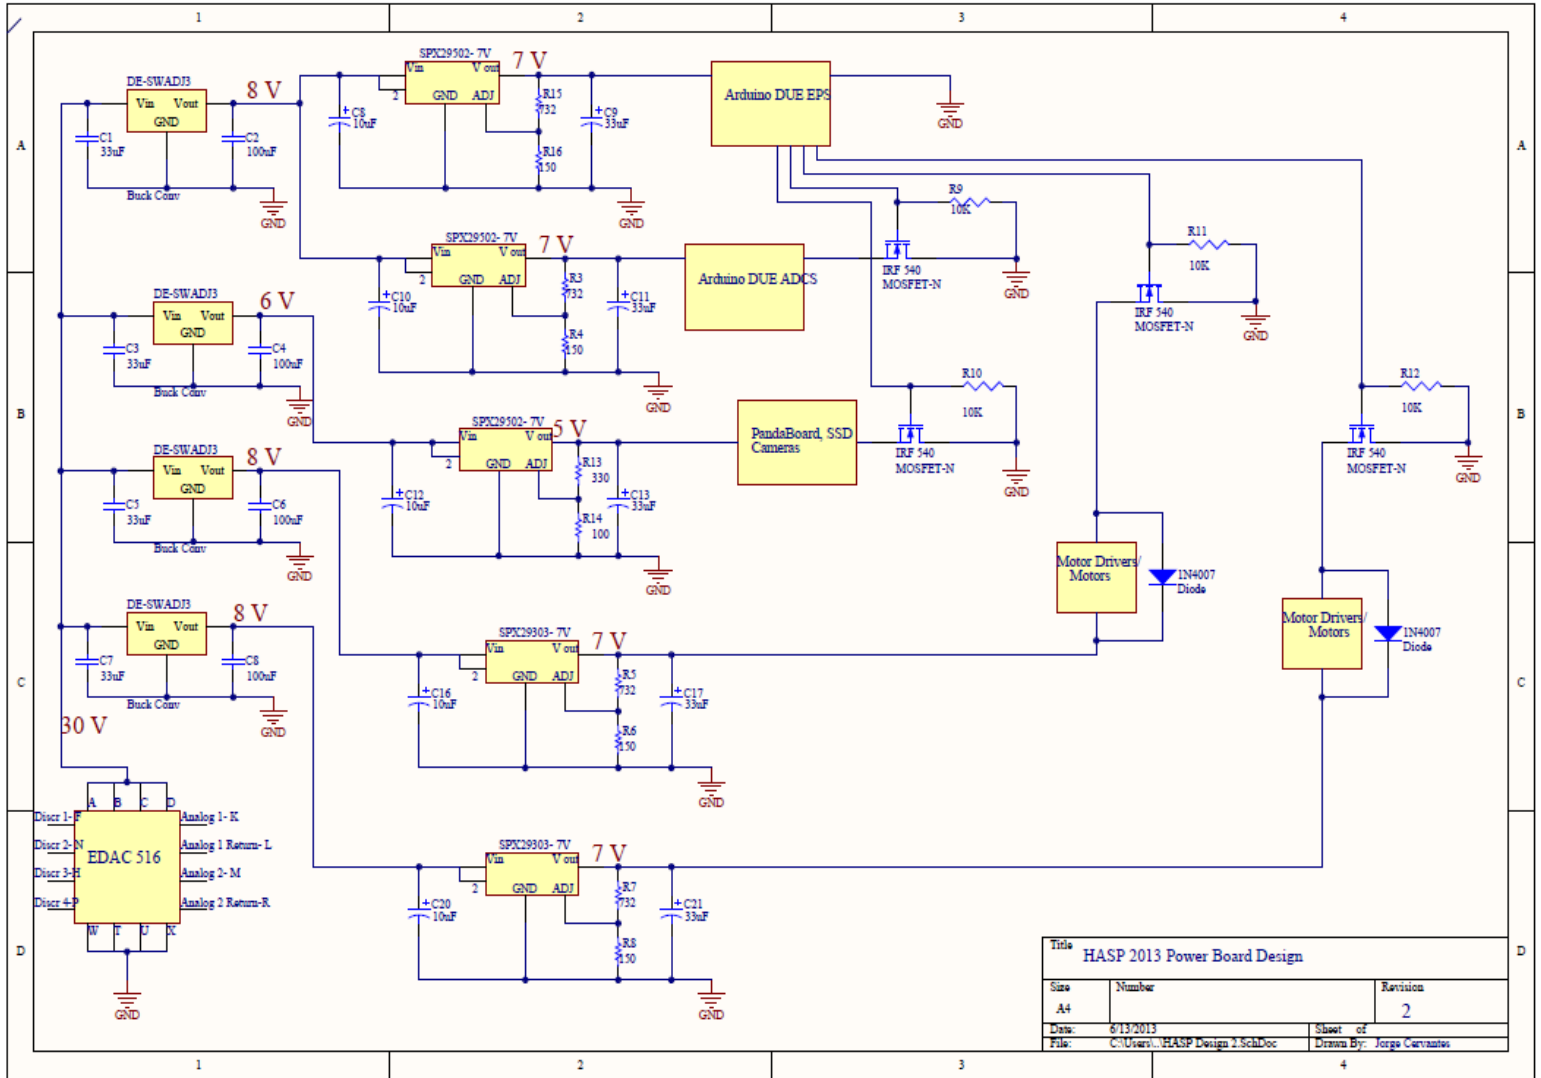 1 2 3 4
A
B
C
D
A
B
C
D
1 2 3 4
DE-SWADJ3
8 V
Vin Vout
GND
C1
33uF
C2
100uF
Buck Conv
GND
DE-SWADJ3
6 V
Vin Vout
GND
C3
33uF
C4
100uF
Buck Conv
GND
DE-SWADJ3
8 V
Vin Vout
GND
C5
33uF
C6
100uF
Buck Conv
GND
DE-SWADJ3
8 V
Vin Vout
GND
C7
33uF
C8
100uF
Buck Conv
GND
30 V
A B C D
Discr 1- F
Discr 2- N
Discr 3-H
Discr 4-P
EDAC 516
Analog 1- K
Analog 1 Return- L
Analog 2- M
Analog 2 Return-R
W T U X
GND
SPX29502- 7V
7 V
Vin V out
2
GND ADJ
C8
10uF
R15
732
R16
150
C9
33uF
GND
SPX29502- 7V
7 V
Vin V out
2
GND ADJ
C10
10uF
R3
732
R4
150
C11
33uF
GND
SPX29502- 7V
5 V
Vin V out
2
GND ADJ
C12
10uF
R13
330
R14
100
C13
33uF
GND
SPX29303- 7V
7 V
Vin V out
2
GND ADJ
C16
10uF
R5
732
R6
150
C17
33uF
GND
SPX29303- 7V
7 V
Vin V out
2
GND ADJ
C20
10uF
R7
732
R8
150
C21
33uF
GND
Arduino DUE EPS
GND
Arduino DUE ADCS
R9
10K
IRF 540
MOSFET-N
GND
PandaBoard, SSD
Cameras
R10
10K
IRF 540
MOSFET-N
GND
R11
10K
IRF 540
MOSFET-N
GND
R12
10K
IRF 540
MOSFET-N
GND
Motor Drivers/
Motors
1N4007
Diode
Motor Drivers/
Motors
1N4007
Diode
Title
HASP 2013 Power Board Design
Size Number Revision
A4 2
Date: 6/13/2013 Sheet of
File: C:\Users\..\HASP Design 2.SchDoc Drawn By: Jorge Cervantes